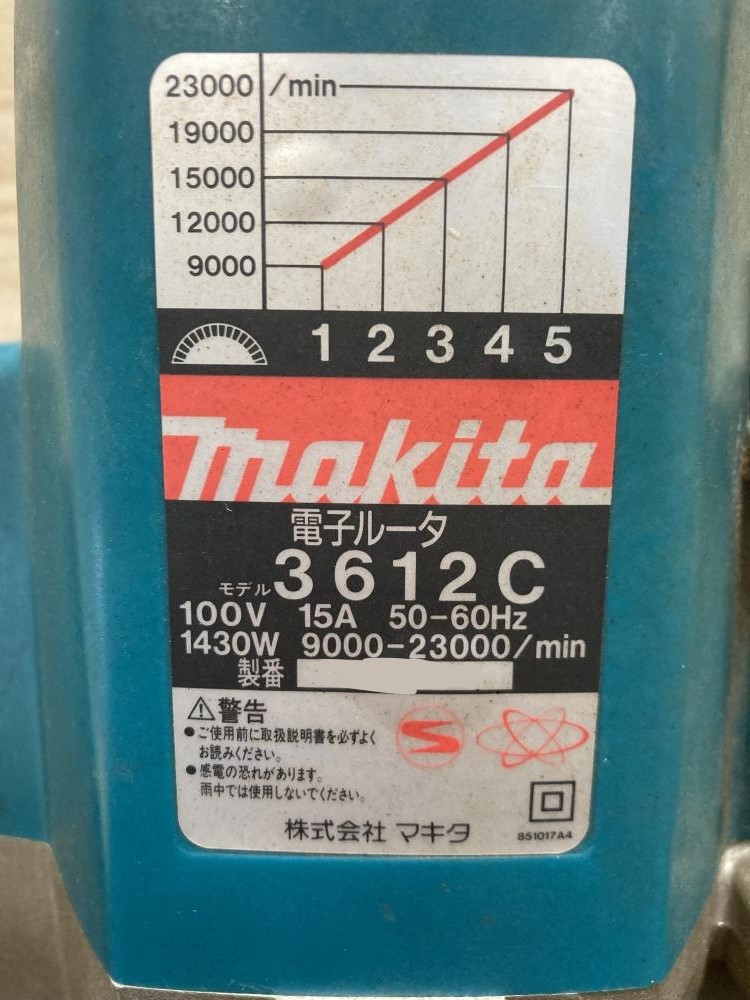 23000 /min
19000
15000
12000
9000
1 2 3 4 5
makita
電子ルータ
モデル 3612C
100V 15A 50-60Hz
1430W 9000-23000/min
製番
⚠警告
●ご使用前に取扱説明書を必ずよく
お読みください。
●感電の恐れがあります。
雨中では使用しないでください。
株式会社 マキタ
851017A4